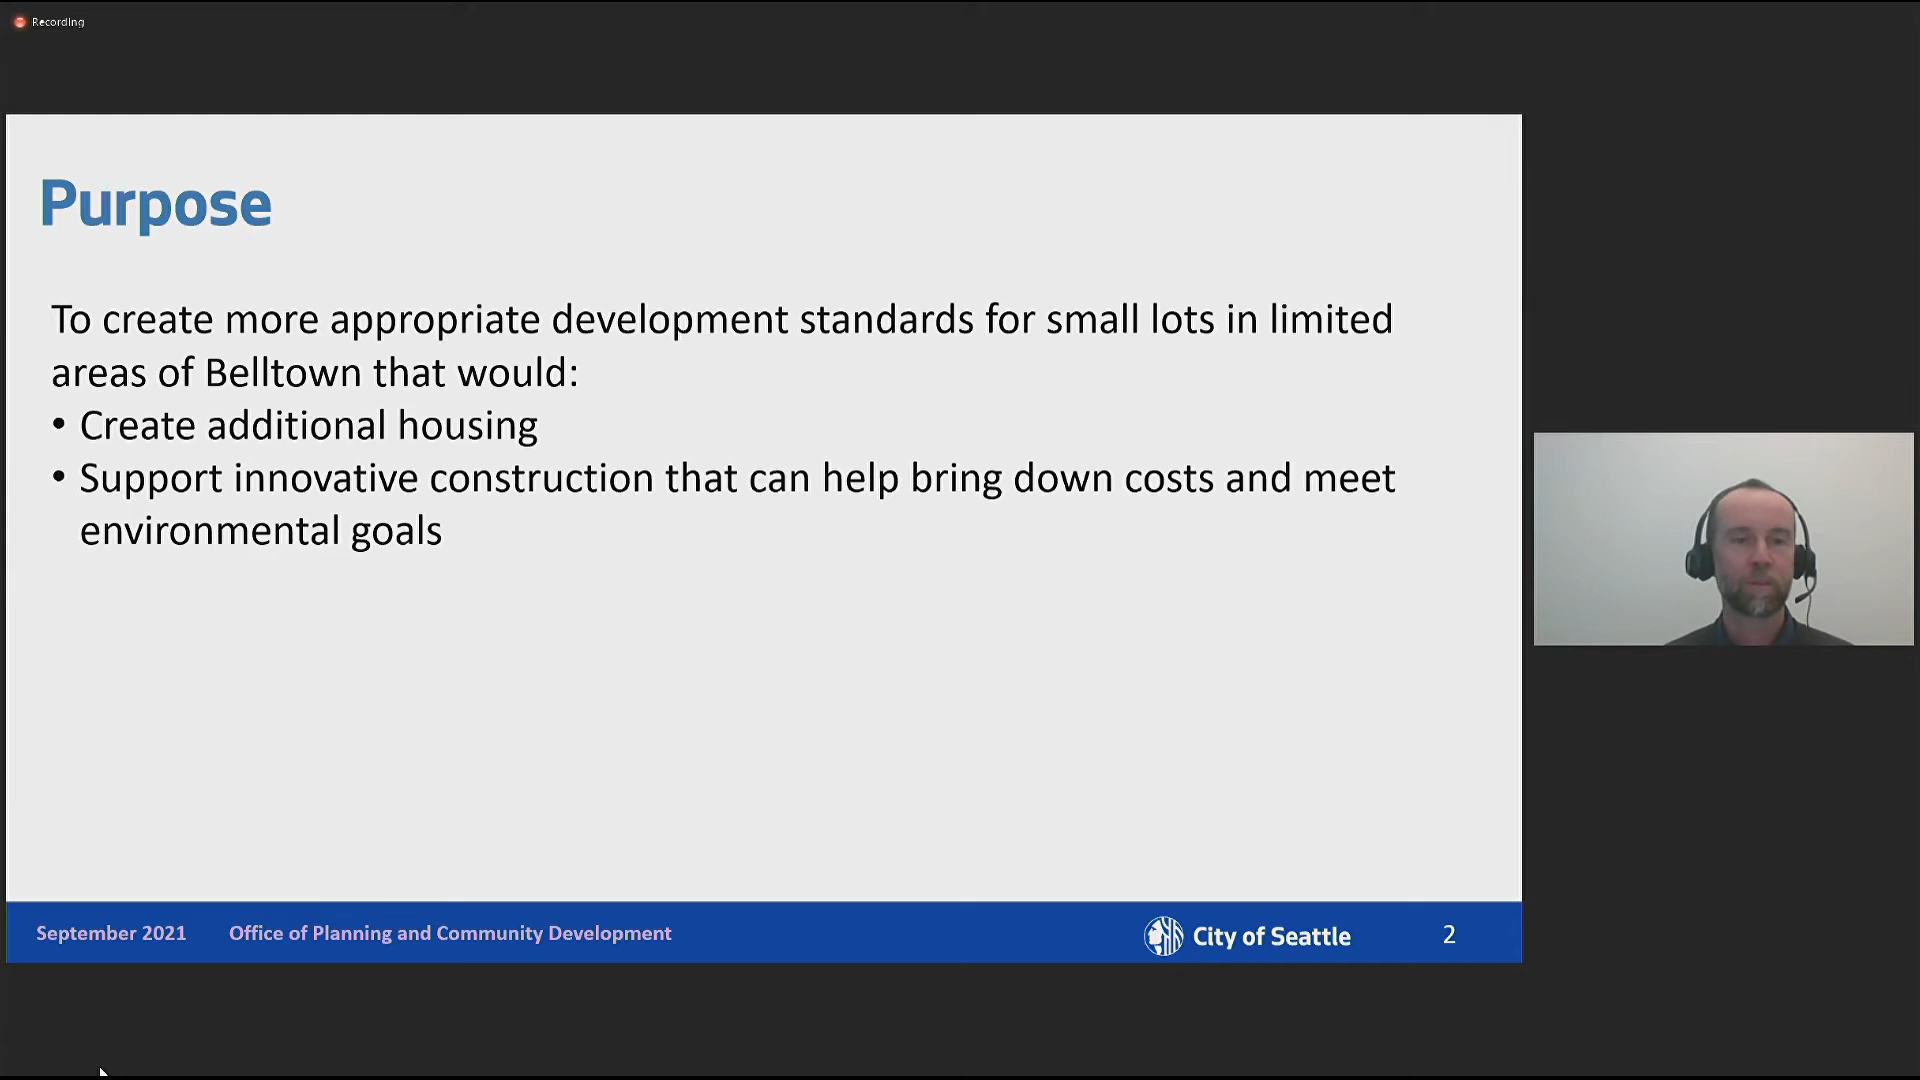 Recording
Purpose
To create more appropriate development standards for small lots in limited
areas of Belltown that would:
• Create additional housing
• Support innovative construction that can help bring down costs and meet
environmental goals
September 2021 Office of Planning and Community Development City of Seattle 2